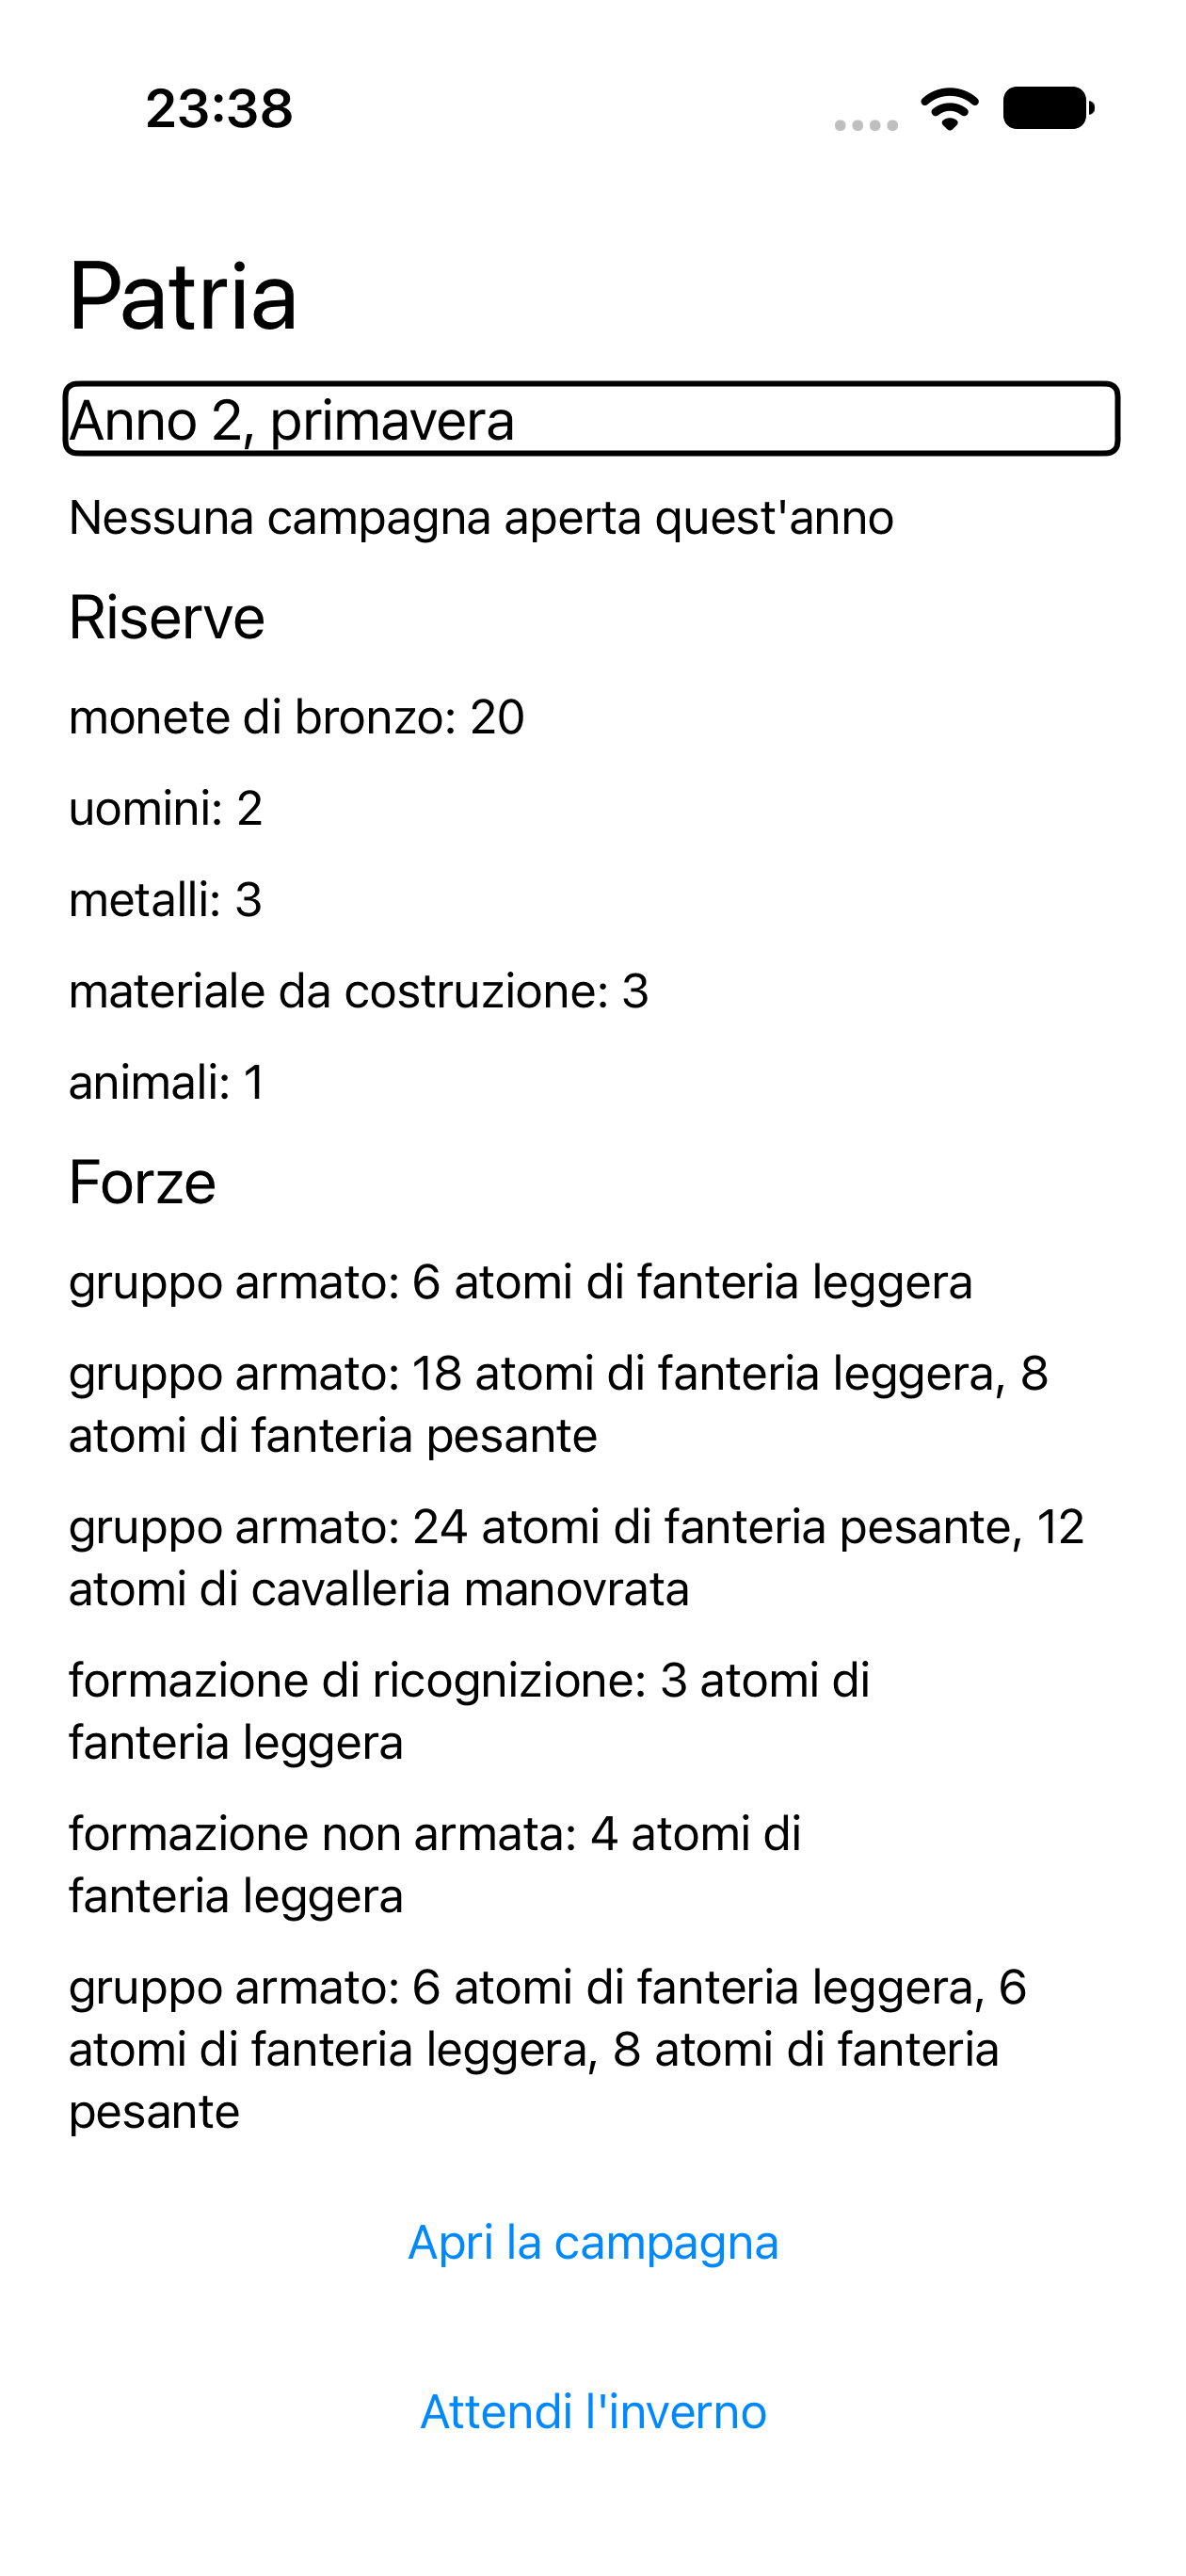 23:38
Patria
Anno 2, primavera
Nessuna campagna aperta quest'anno
Riserve
monete di bronzo: 20
uomini: 2
metalli: 3
materiale da costruzione: 3
animali: 1
Forze
gruppo armato: 6 atomi di fanteria leggera
gruppo armato: 18 atomi di fanteria leggera, 8
atomi di fanteria pesante
gruppo armato: 24 atomi di fanteria pesante, 12
atomi di cavalleria manovrata
formazione di ricognizione: 3 atomi di
fanteria leggera
formazione non armata: 4 atomi di
fanteria leggera
gruppo armato: 6 atomi di fanteria leggera, 6
atomi di fanteria leggera, 8 atomi di fanteria
pesante
Apri la campagna
Attendi l'inverno